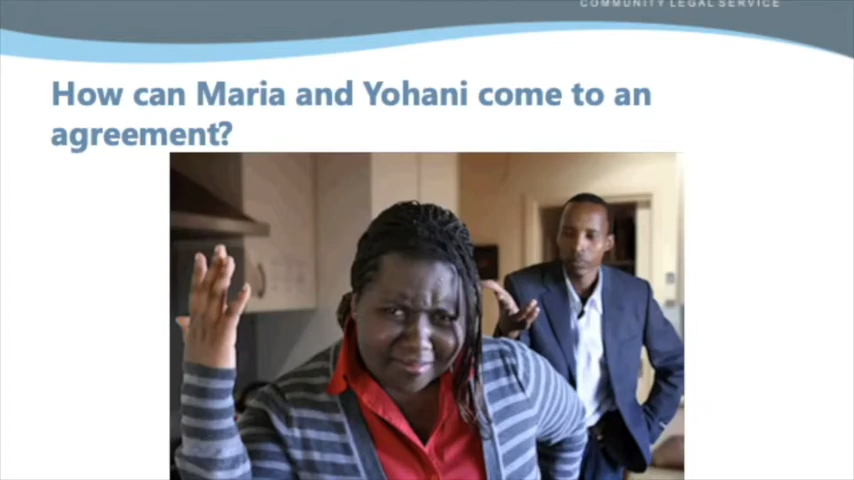 COMMUNITY LEGAL SERVICE
How can Maria and Yohani come to an
agreement?